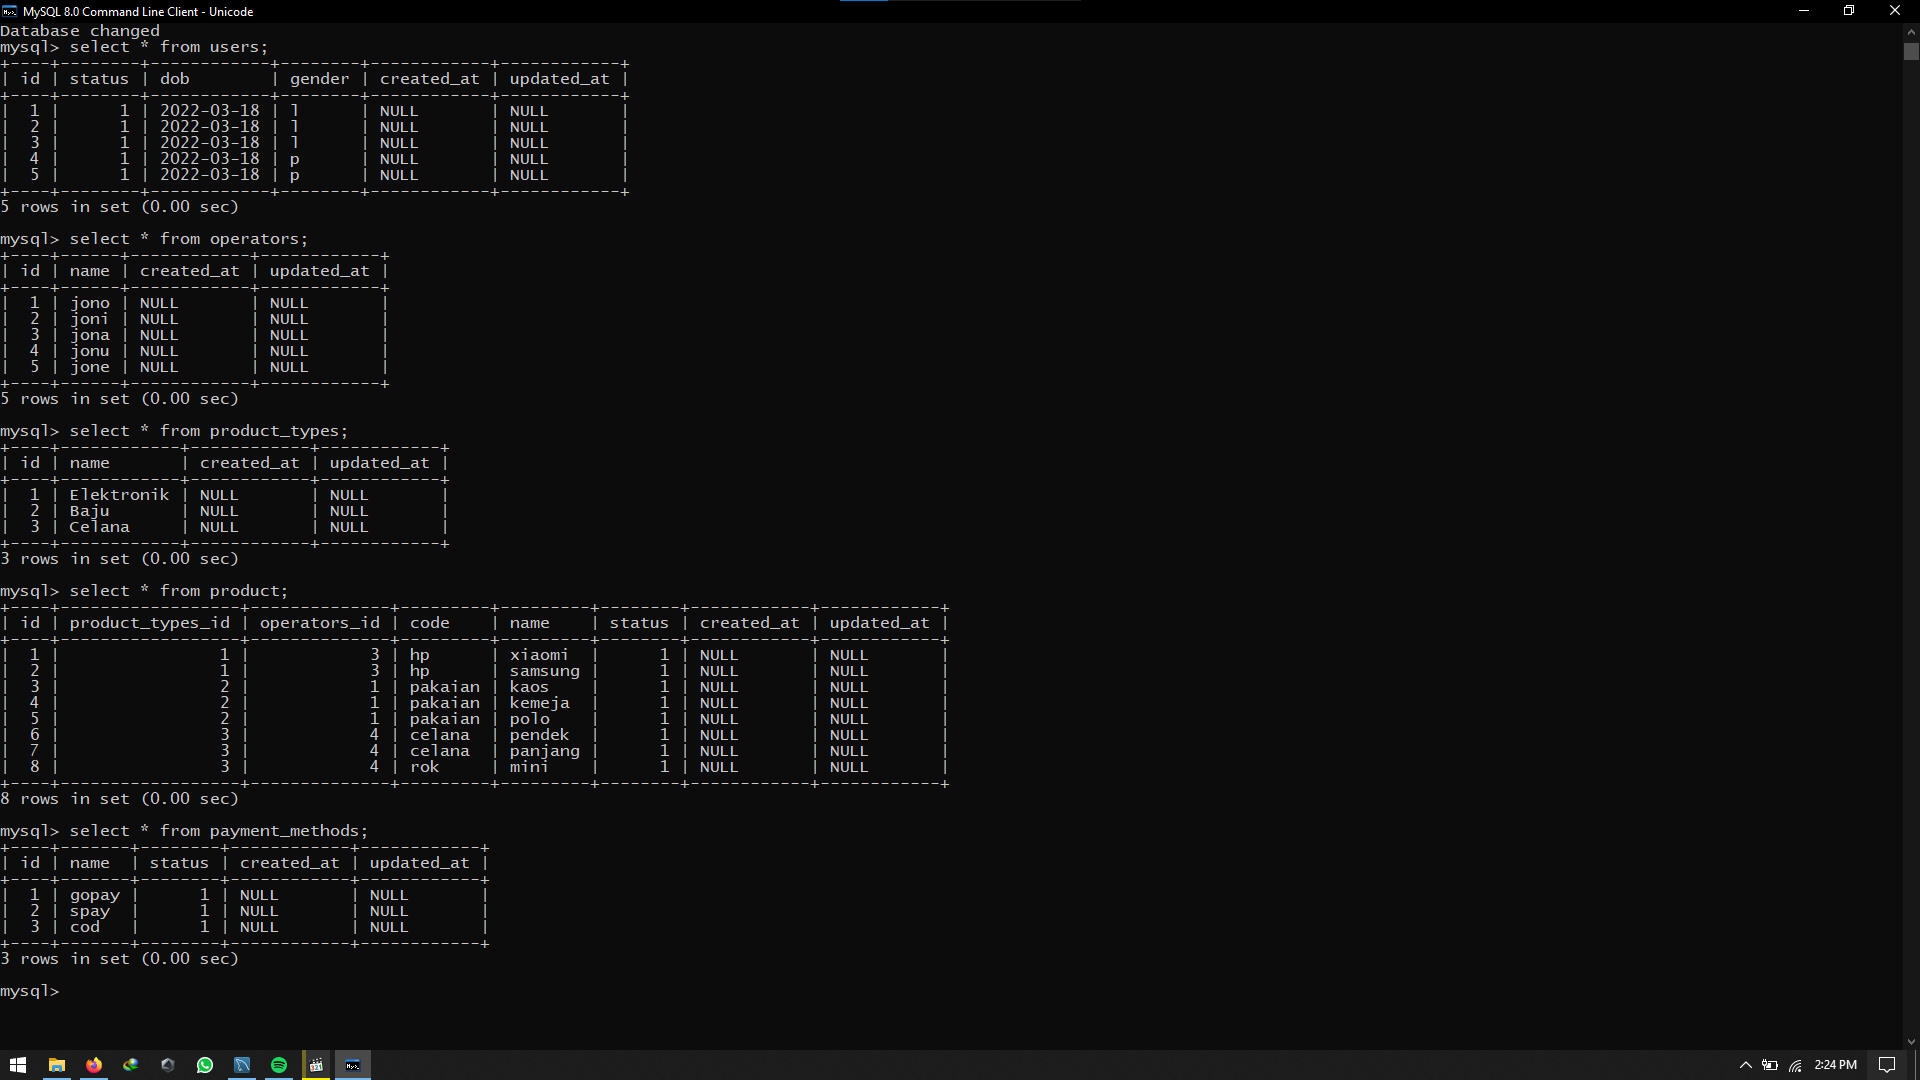 MySQL 8.0 Command Line Client - Unicode
Database changed
mysql> select * from users;
+----+--------+------------+--------+------------+------------+
| id | status | dob        | gender | created_at | updated_at |
+----+--------+------------+--------+------------+------------+
|  1 |      1 | 2022-03-18 | l      | NULL       | NULL       |
|  2 |      1 | 2022-03-18 | l      | NULL       | NULL       |
|  3 |      1 | 2022-03-18 | l      | NULL       | NULL       |
|  4 |      1 | 2022-03-18 | p      | NULL       | NULL       |
|  5 |      1 | 2022-03-18 | p      | NULL       | NULL       |
+----+--------+------------+--------+------------+------------+
5 rows in set (0.00 sec)
mysql> select * from operators;
+----+------+------------+------------+
| id | name | created_at | updated_at |
+----+------+------------+------------+
|  1 | jono | NULL       | NULL       |
|  2 | joni | NULL       | NULL       |
|  3 | jona | NULL       | NULL       |
|  4 | jonu | NULL       | NULL       |
|  5 | jone | NULL       | NULL       |
+----+------+------------+------------+
5 rows in set (0.00 sec)
mysql> select * from product_types;
+----+------------+------------+------------+
| id | name       | created_at | updated_at |
+----+------------+------------+------------+
|  1 | Elektronik | NULL       | NULL       |
|  2 | Baju       | NULL       | NULL       |
|  3 | Celana     | NULL       | NULL       |
+----+------------+------------+------------+
3 rows in set (0.00 sec)
mysql> select * from product;
+----+------------------+--------------+---------+---------+--------+------------+------------+
| id | product_types_id | operators_id | code    | name    | status | created_at | updated_at |
+----+------------------+--------------+---------+---------+--------+------------+------------+
|  1 |                1 |            3 | hp      | xiaomi  |      1 | NULL       | NULL       |
|  2 |                1 |            3 | hp      | samsung |      1 | NULL       | NULL       |
|  3 |                2 |            1 | pakaian | kaos    |      1 | NULL       | NULL       |
|  4 |                2 |            1 | pakaian | kemeja  |      1 | NULL       | NULL       |
|  5 |                2 |            1 | pakaian | polo    |      1 | NULL       | NULL       |
|  6 |                3 |            4 | celana  | pendek  |      1 | NULL       | NULL       |
|  7 |                3 |            4 | celana  | panjang |      1 | NULL       | NULL       |
|  8 |                3 |            4 | rok     | mini    |      1 | NULL       | NULL       |
+----+------------------+--------------+---------+---------+--------+------------+------------+
8 rows in set (0.00 sec)
mysql> select * from payment_methods;
+----+-------+--------+------------+------------+
| id | name  | status | created_at | updated_at |
+----+-------+--------+------------+------------+
|  1 | gopay |      1 | NULL       | NULL       |
|  2 | spay  |      1 | NULL       | NULL       |
|  3 | cod   |      1 | NULL       | NULL       |
+----+-------+--------+------------+------------+
3 rows in set (0.00 sec)
mysql>
2:24 PM